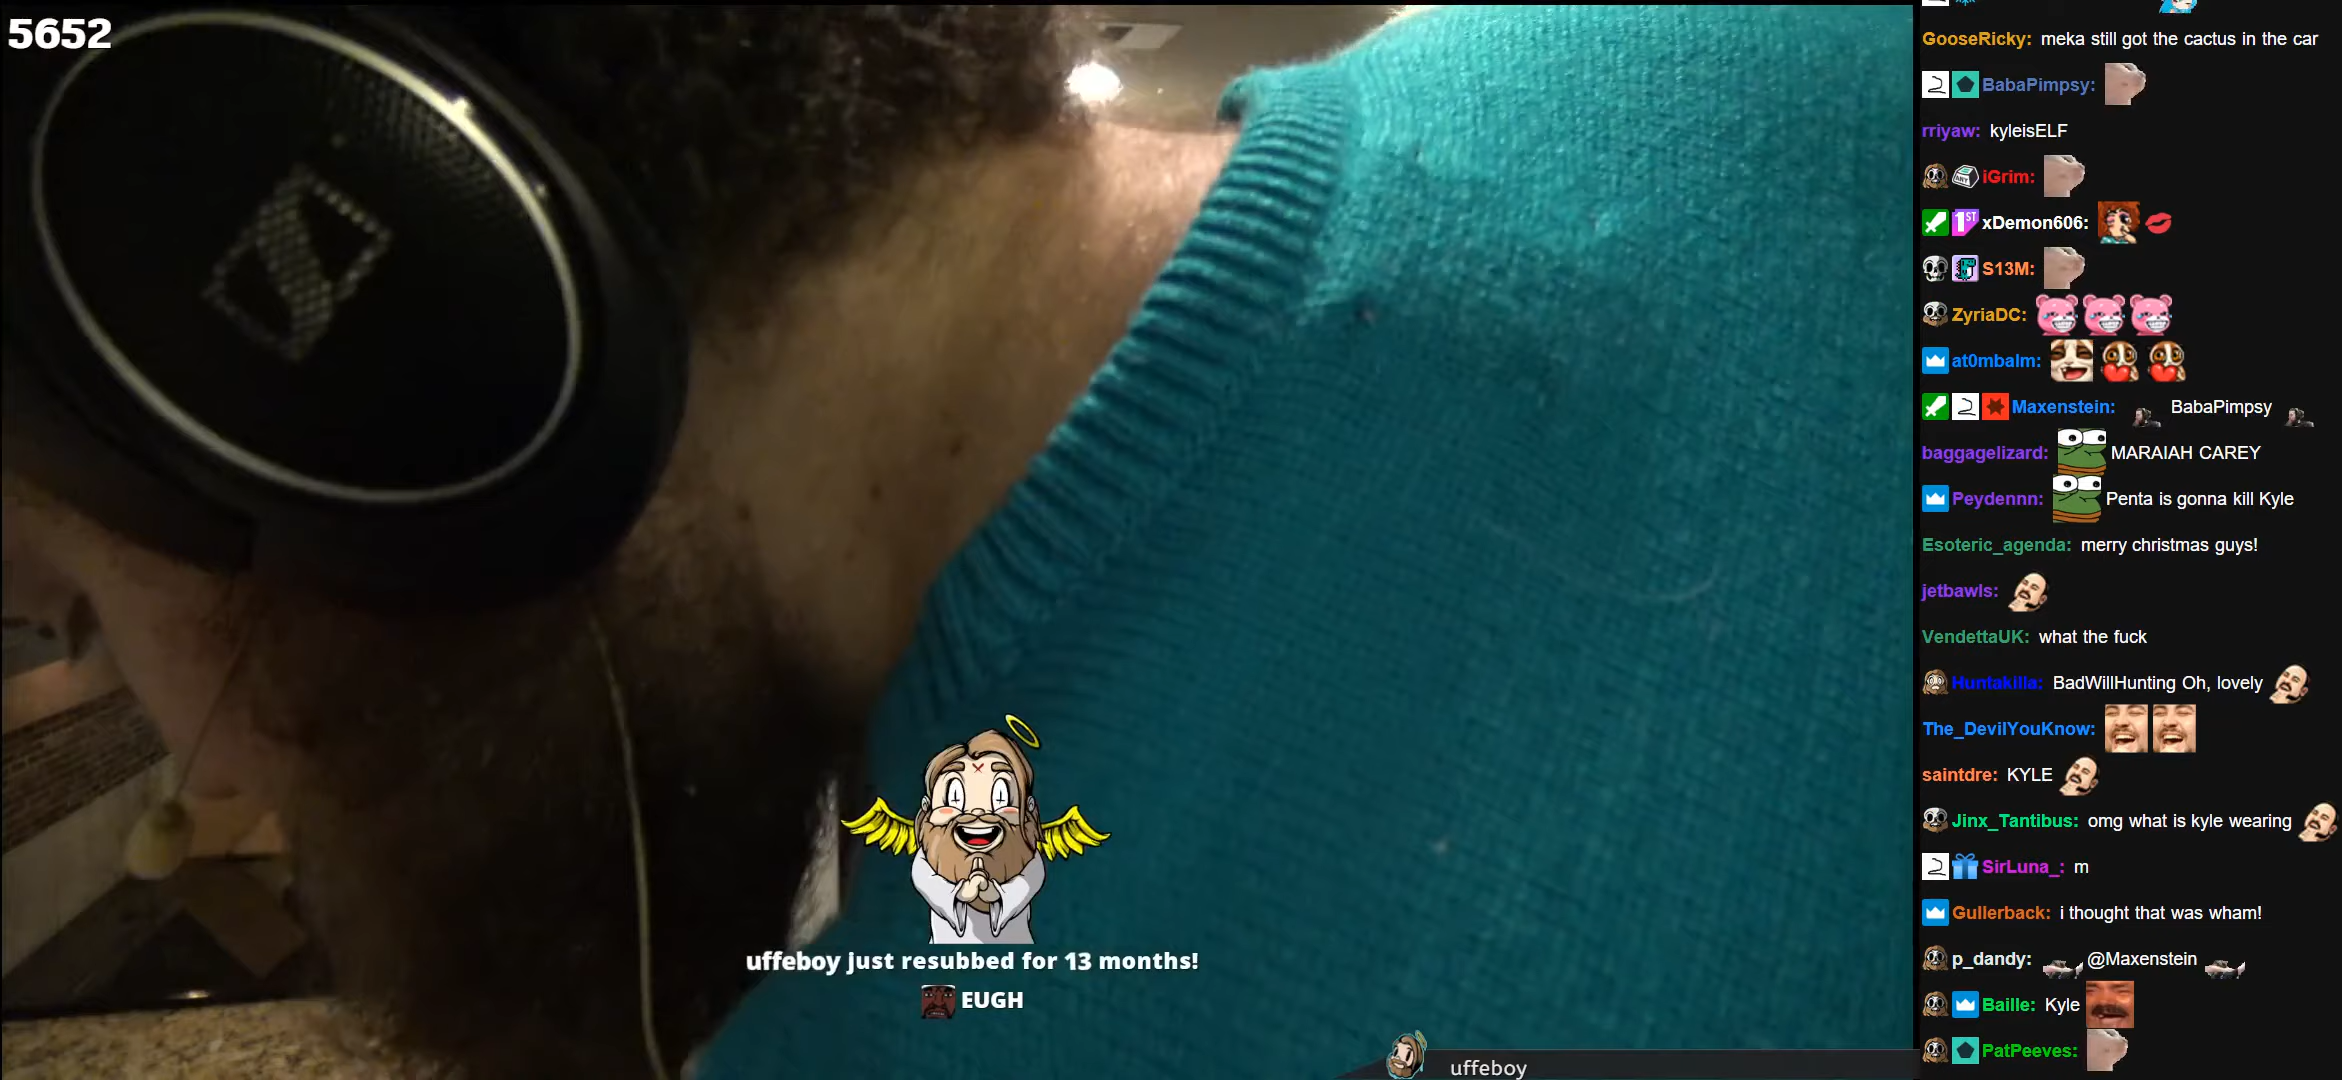 5652
uffeboy just resubbed for 13 months!
EUGH
uffeboy
GooseRicky: meka still got the cactus in the car
BabaPimpsy:
rriyaw: kyleisELF
iGrim:
1ST xDemon606:
S13M:
ZyriaDC:
at0mbalm:
Maxenstein: BabaPimpsy
baggagelizard: MARAIAH CAREY
Peydennn: Penta is gonna kill Kyle
Esoteric_agenda: merry christmas guys!
jetbawls:
VendettaUK: what the fuck
Huntakilla: BadWillHunting Oh, lovely
The_DevilYouKnow:
saintdre: KYLE
Jinx_Tantibus: omg what is kyle wearing
SirLuna_: m
Gullerback: i thought that was wham!
p_dandy: @Maxenstein
Baille: Kyle
PatPeeves: